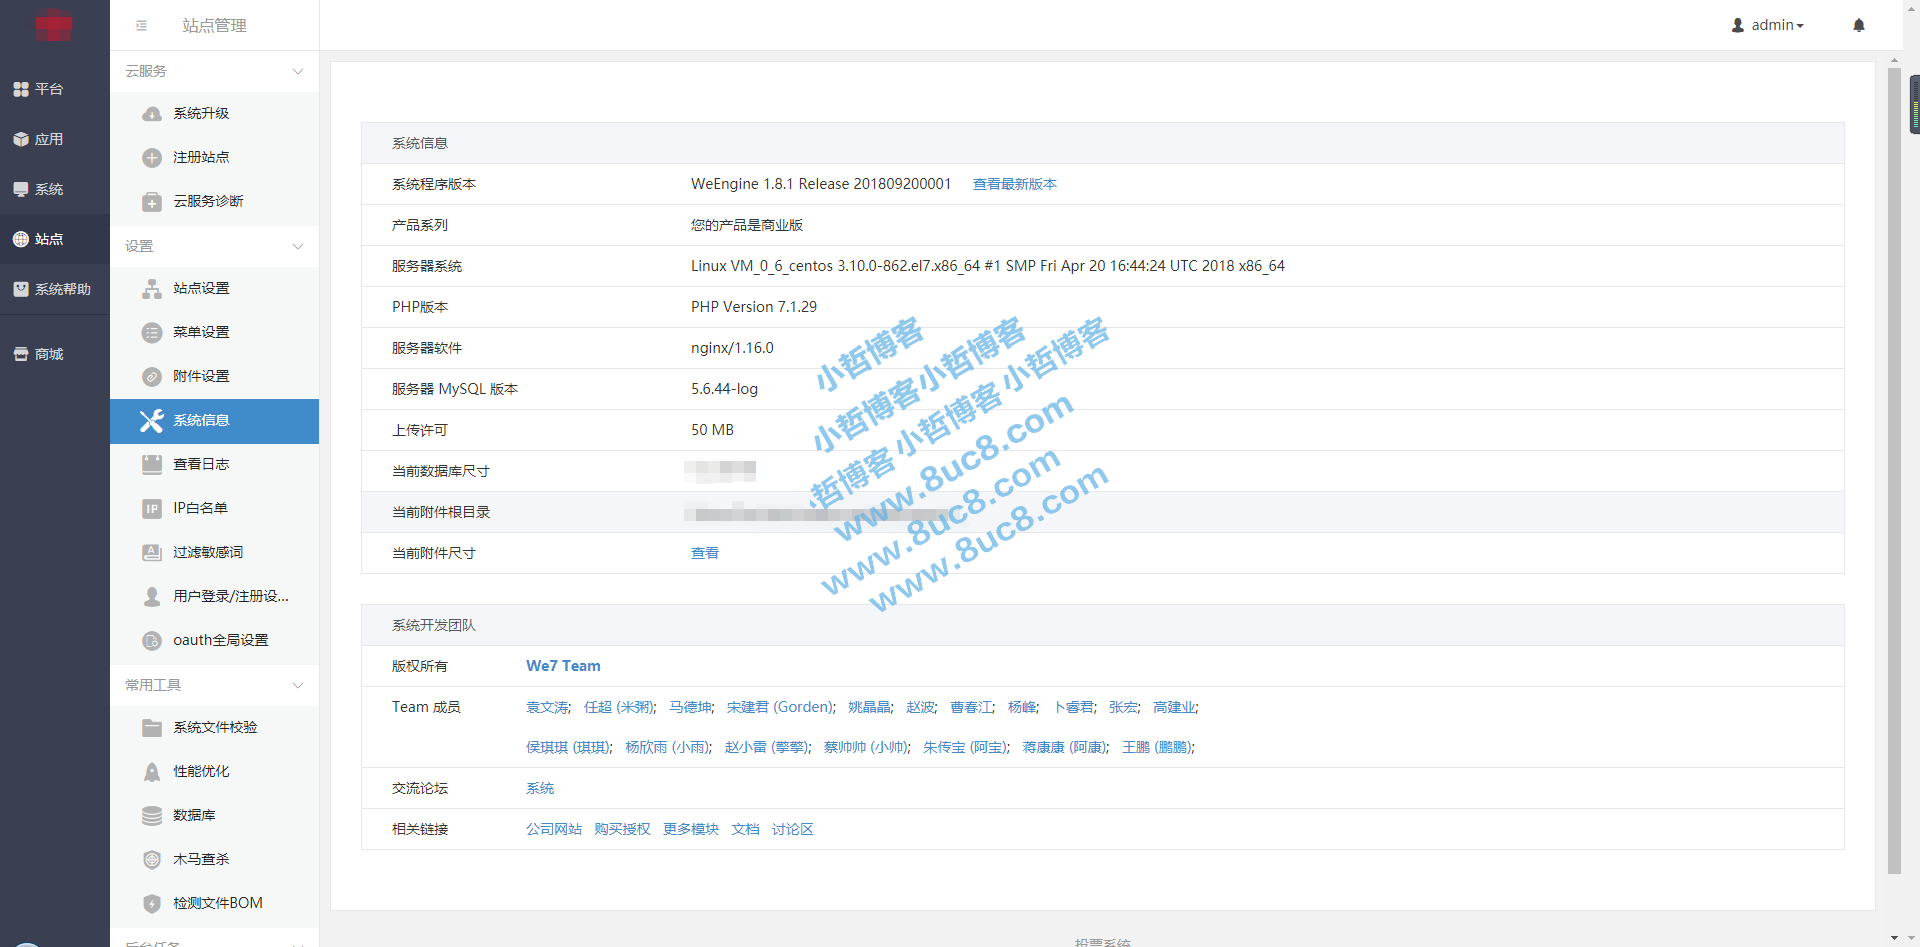 站点管理
admin
平台
应用
系统
站点
系统帮助
商城
云服务
系统升级
注册站点
云服务诊断
设置
站点设置
菜单设置
附件设置
系统信息
查看日志
IP白名单
过滤敏感词
用户登录/注册设...
oauth全局设置
常用工具
系统文件校验
性能优化
数据库
木马查杀
检测文件BOM
后台任务
系统信息
系统程序版本 WeEngine 1.8.1 Release 201809200001 查看最新版本
产品系列 您的产品是商业版
服务器系统 Linux VM_0_6_centos 3.10.0-862.el7.x86_64 #1 SMP Fri Apr 20 16:44:24 UTC 2018 x86_64
PHP版本 PHP Version 7.1.29
服务器软件 nginx/1.16.0
服务器 MySQL 版本 5.6.44-log
上传许可 50 MB
当前数据库尺寸
当前附件根目录
当前附件尺寸 查看
小哲博客
小哲博客小哲博客
哲博客小哲博客小哲博客
www.8uc8.com
www.8uc8.com
www.8uc8.com
系统开发团队
版权所有 We7 Team
Team 成员 袁文涛; 任超 (米粥); 马德坤; 宋建君 (Gorden); 姚晶晶; 赵波; 曹春江; 杨峰; 卜睿君; 张宏; 高建业;
侯琪琪 (琪琪); 杨欣雨 (小雨); 赵小雷 (擎擎); 蔡帅帅 (小帅); 朱传宝 (阿宝); 蒋康康 (阿康); 王鹏 (鹏鹏);
交流论坛 系统
相关链接 公司网站 购买授权 更多模块 文档 讨论区
投票系统